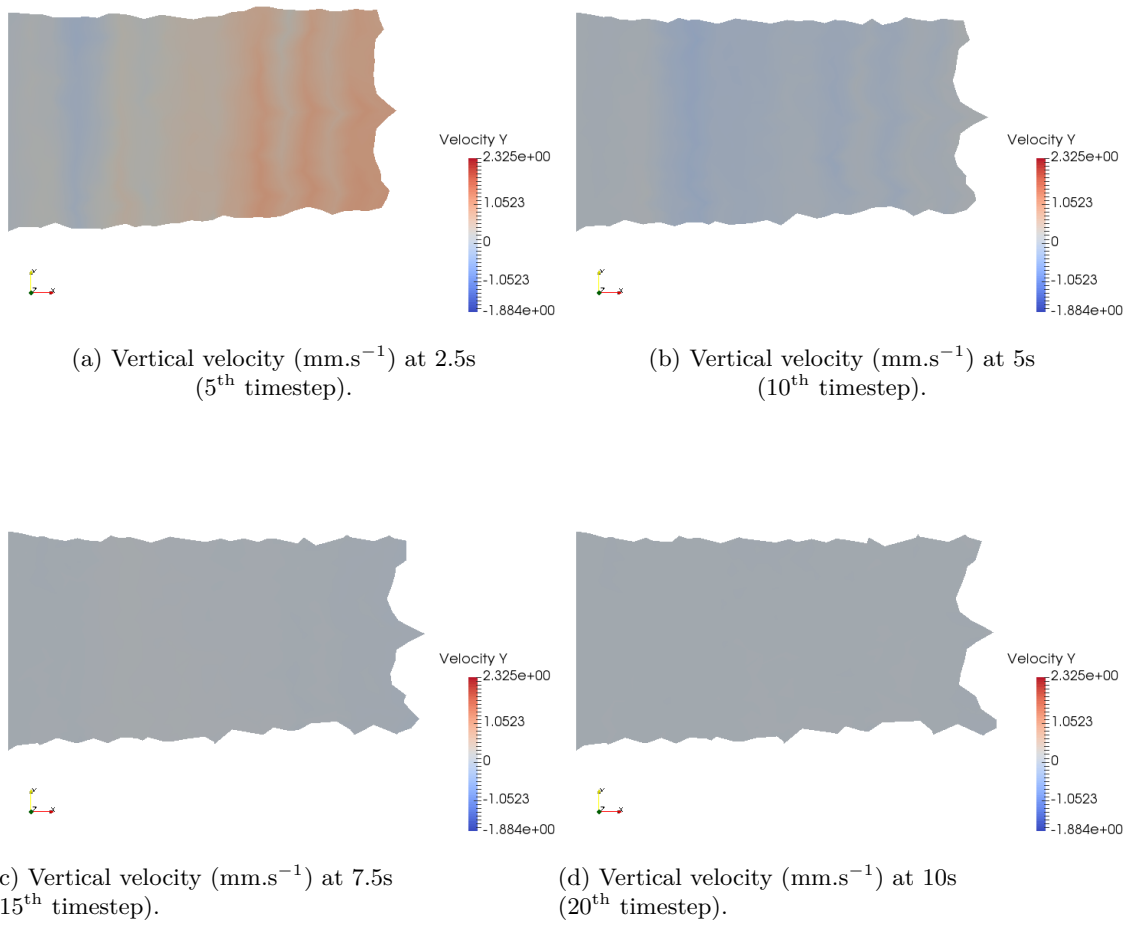 Velocity Y
2.325e+00
1.0523
0
-1.0523
-1.884e+00
Y
Z
X
(a) Vertical velocity (mm.s⁻¹) at 2.5s
(5th timestep).
Velocity Y
2.325e+00
1.0523
0
-1.0523
-1.884e+00
Y
Z
X
(b) Vertical velocity (mm.s⁻¹) at 5s
(10th timestep).
Velocity Y
2.325e+00
1.0523
0
-1.0523
-1.884e+00
Y
Z
X
c) Vertical velocity (mm.s⁻¹) at 7.5s
15th timestep).
Velocity Y
2.325e+00
1.0523
0
-1.0523
-1.884e+00
Y
Z
X
(d) Vertical velocity (mm.s⁻¹) at 10s
(20th timestep).